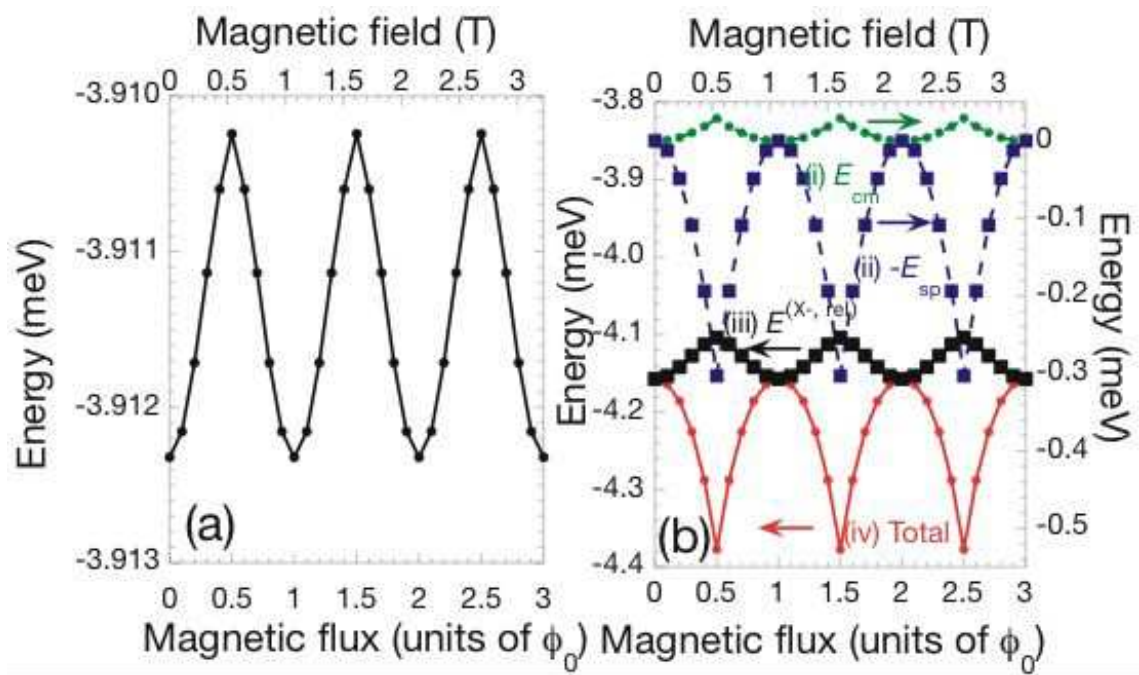 Magnetic field (T)
0 0.5 1 1.5 2 2.5 3
-3.910
-3.911
-3.912
-3.913
Energy (meV)
(a)
0 0.5 1 1.5 2 2.5 3
Magnetic flux (units of ϕ0)
Magnetic field (T)
0 0.5 1 1.5 2 2.5 3
-3.8
-3.9
-4.0
-4.1
-4.2
-4.3
-4.4
Energy (meV)
(i) Ecm
(ii) -Esp
(iii) E(X-, rel)
(iv) Total
(b)
0
-0.1
-0.2
-0.3
-0.4
-0.5
Energy (meV)
0 0.5 1 1.5 2 2.5 3
Magnetic flux (units of ϕ0)